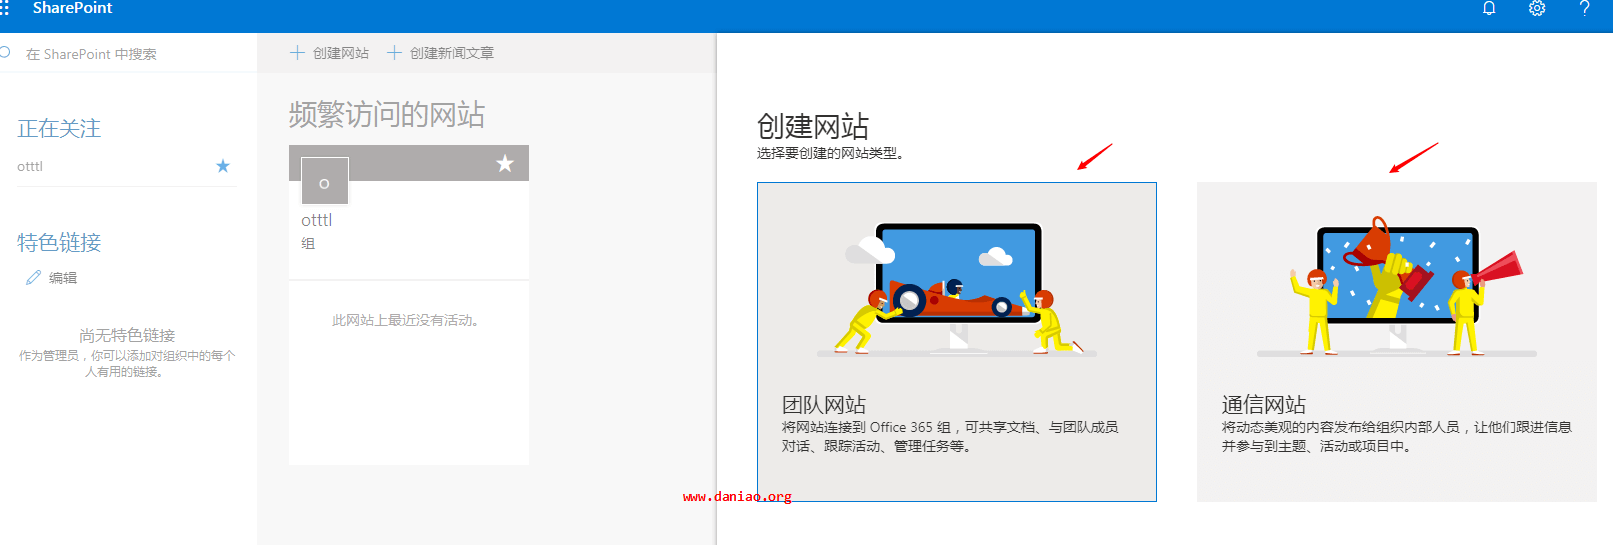 SharePoint
在 SharePoint 中搜索
正在关注
otttl
特色链接
编辑
尚无特色链接
作为管理员，你可以添加对组织中的每个
人有用的链接。
创建网站
创建新闻文章
频繁访问的网站
o
otttl
组
此网站上最近没有活动。
创建网站
选择要创建的网站类型。
团队网站
将网站连接到 Office 365 组，可共享文档、与团队成员
对话、跟踪活动、管理任务等。
通信网站
将动态美观的内容发布给组织内部人员，让他们跟进信息
并参与到主题、活动或项目中。
www.daniao.org